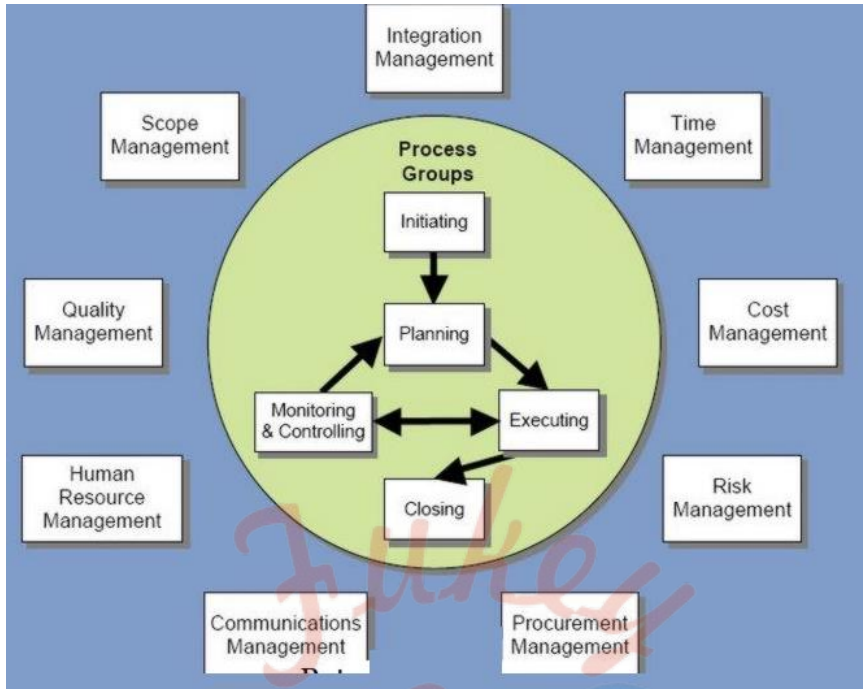 Integration
Management
Scope
Management
Time
Management
Process
Groups
Initiating
Quality
Management
Planning
Cost
Management
Monitoring
& Controlling
Executing
Human
Resource
Management
Closing
Risk
Management
Communications
Management
Procurement
Management
Jukey